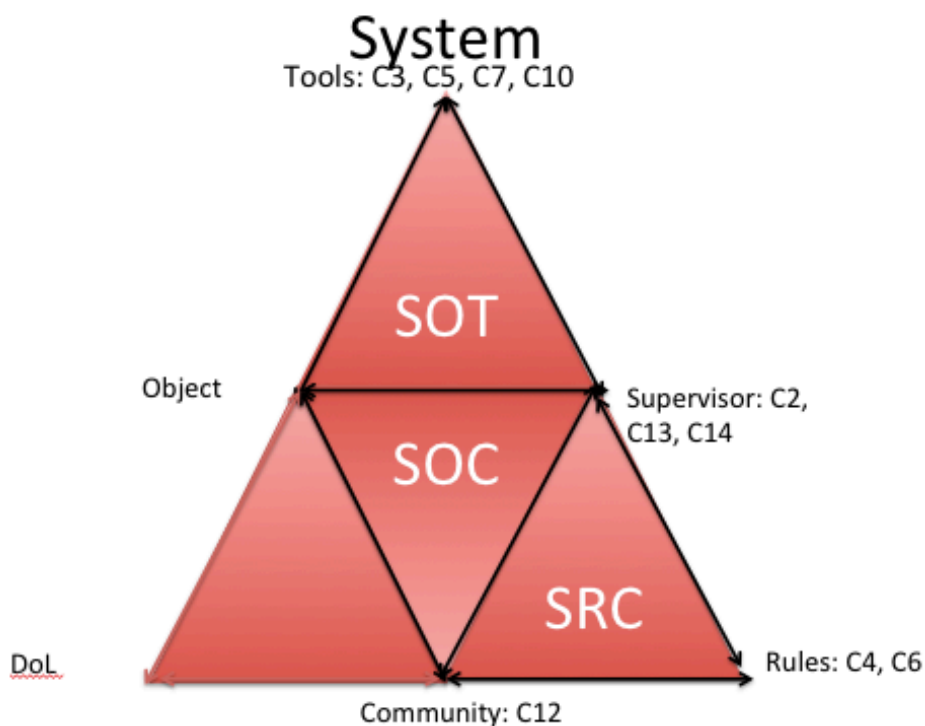 System
Tools: C3, C5, C7, C10
SOT
Object
Supervisor: C2,
C13, C14
SOC
SRC
DoL
Rules: C4, C6
Community: C12